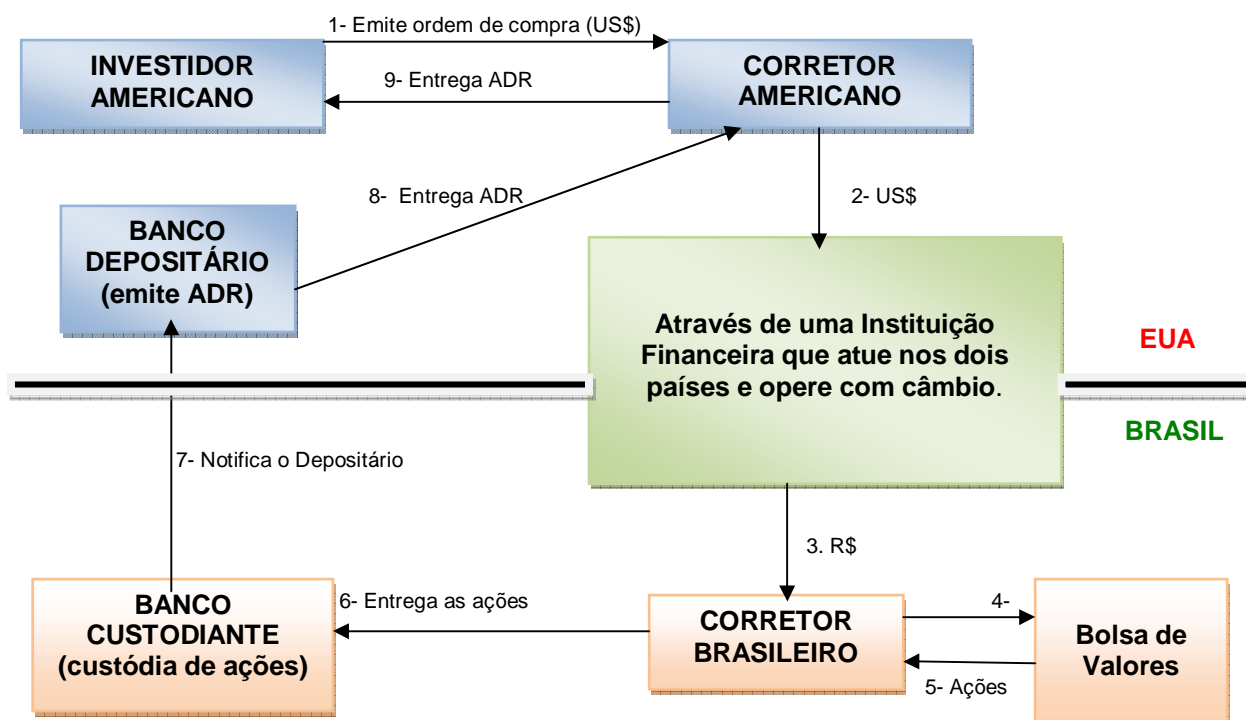 1- Emite ordem de compra (US$)
INVESTIDOR
AMERICANO
CORRETOR
AMERICANO
9- Entrega ADR
8- Entrega ADR
2- US$
BANCO
DEPOSITÁRIO
(emite ADR)
Através de uma Instituição
Financeira que atue nos dois
países e opere com câmbio.
EUA
BRASIL
7- Notifica o Depositário
3. R$
BANCO
CUSTODIANTE
(custódia de ações)
6- Entrega as ações
CORRETOR
BRASILEIRO
4-
5- Ações
Bolsa de
Valores